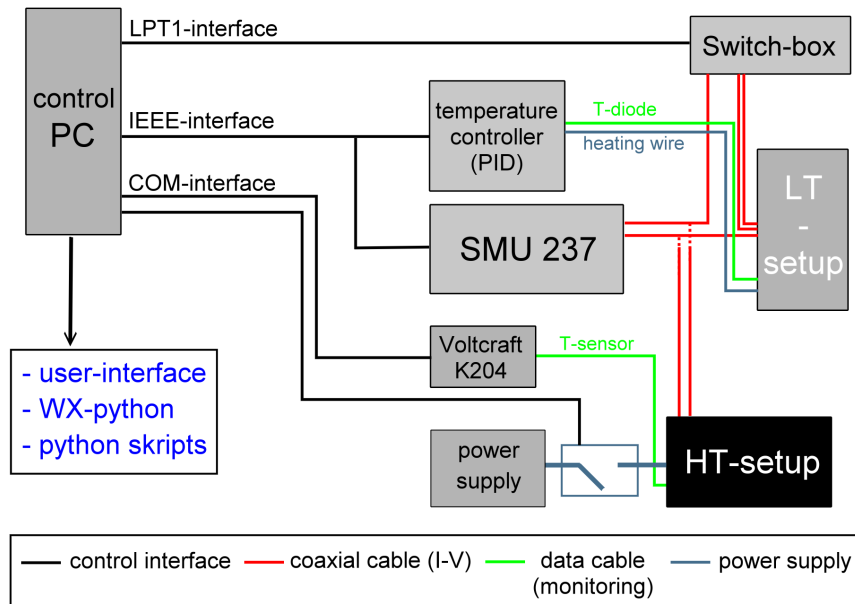 LPT1-interface
Switch-box
control
PC
IEEE-interface
temperature
controller
(PID)
T-diode
heating wire
COM-interface
LT
-
setup
SMU 237
- user-interface
- WX-python
- python skripts
Voltcraft
K204
T-sensor
power
supply
HT-setup
control interface
coaxial cable (I-V)
data cable
(monitoring)
power supply